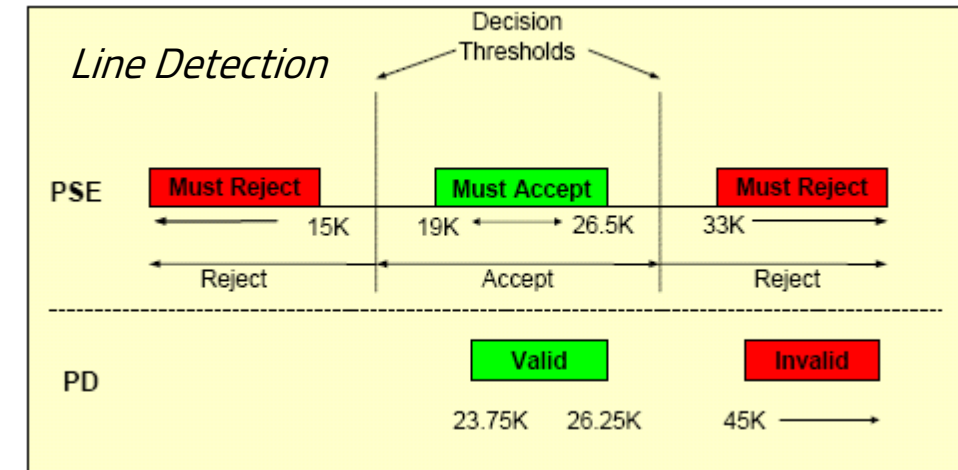 Decision
Thresholds
Line Detection
PSE Must Reject Must Accept Must Reject
15K 19K 26.5K 33K
Reject Accept Reject
PD Valid Invalid
23.75K 26.25K 45K